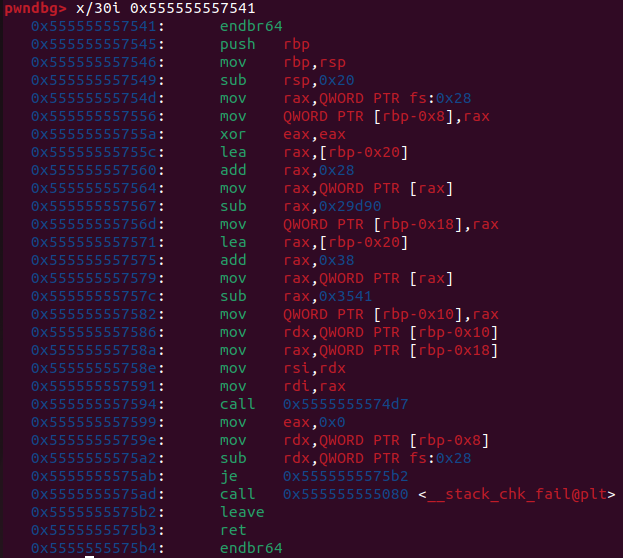 pwndbg> x/30i 0x555555557541
0x555555557541: endbr64
0x555555557545: push rbp
0x555555557546: mov rbp,rsp
0x555555557549: sub rsp,0x20
0x55555555754d: mov rax,QWORD PTR fs:0x28
0x555555557556: mov QWORD PTR [rbp-0x8],rax
0x55555555755a: xor eax,eax
0x55555555755c: lea rax,[rbp-0x20]
0x555555557560: add rax,0x28
0x555555557564: mov rax,QWORD PTR [rax]
0x555555557567: sub rax,0x29d90
0x55555555756d: mov QWORD PTR [rbp-0x18],rax
0x555555557571: lea rax,[rbp-0x20]
0x555555557575: add rax,0x38
0x555555557579: mov rax,QWORD PTR [rax]
0x55555555757c: sub rax,0x3541
0x555555557582: mov QWORD PTR [rbp-0x10],rax
0x555555557586: mov rdx,QWORD PTR [rbp-0x10]
0x55555555758a: mov rax,QWORD PTR [rbp-0x18]
0x55555555758e: mov rsi,rdx
0x555555557591: mov rdi,rax
0x555555557594: call 0x5555555574d7
0x555555557599: mov eax,0x0
0x55555555759e: mov rdx,QWORD PTR [rbp-0x8]
0x5555555575a2: sub rdx,QWORD PTR fs:0x28
0x5555555575ab: je 0x5555555575b2
0x5555555575ad: call 0x555555555080 <__stack_chk_fail@plt>
0x5555555575b2: leave
0x5555555575b3: ret
0x5555555575b4: endbr64